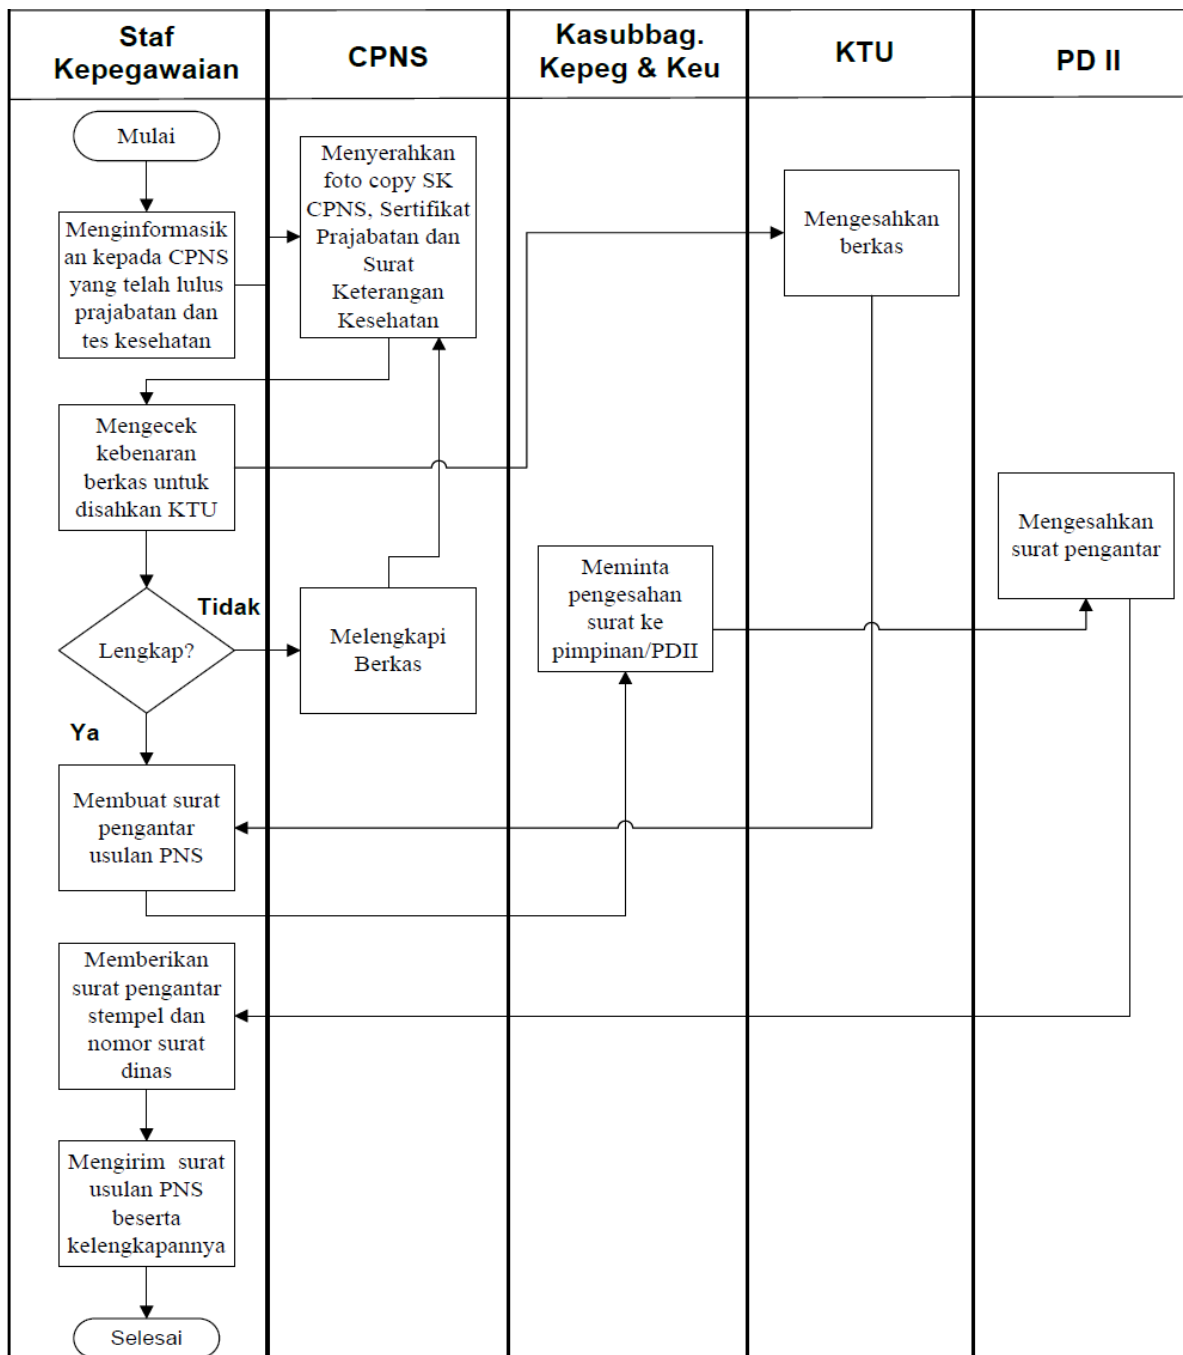 Staf
Kepegawaian
CPNS
Kasubbag.
Kepeg & Keu
KTU
PD II
Mulai
Menginformasik
an kepada CPNS
yang telah lulus
prajabatan dan
tes kesehatan
Menyerahkan
foto copy SK
CPNS, Sertifikat
Prajabatan dan
Surat
Keterangan
Kesehatan
Mengesahkan
berkas
Mengecek
kebenaran
berkas untuk
disahkan KTU
Mengesahkan
surat pengantar
Meminta
pengesahan
surat ke
pimpinan/PDII
Tidak
Lengkap?
Melengkapi
Berkas
Ya
Membuat surat
pengantar
usulan PNS
Memberikan
surat pengantar
stempel dan
nomor surat
dinas
Mengirim surat
usulan PNS
beserta
kelengkapannya
Selesai